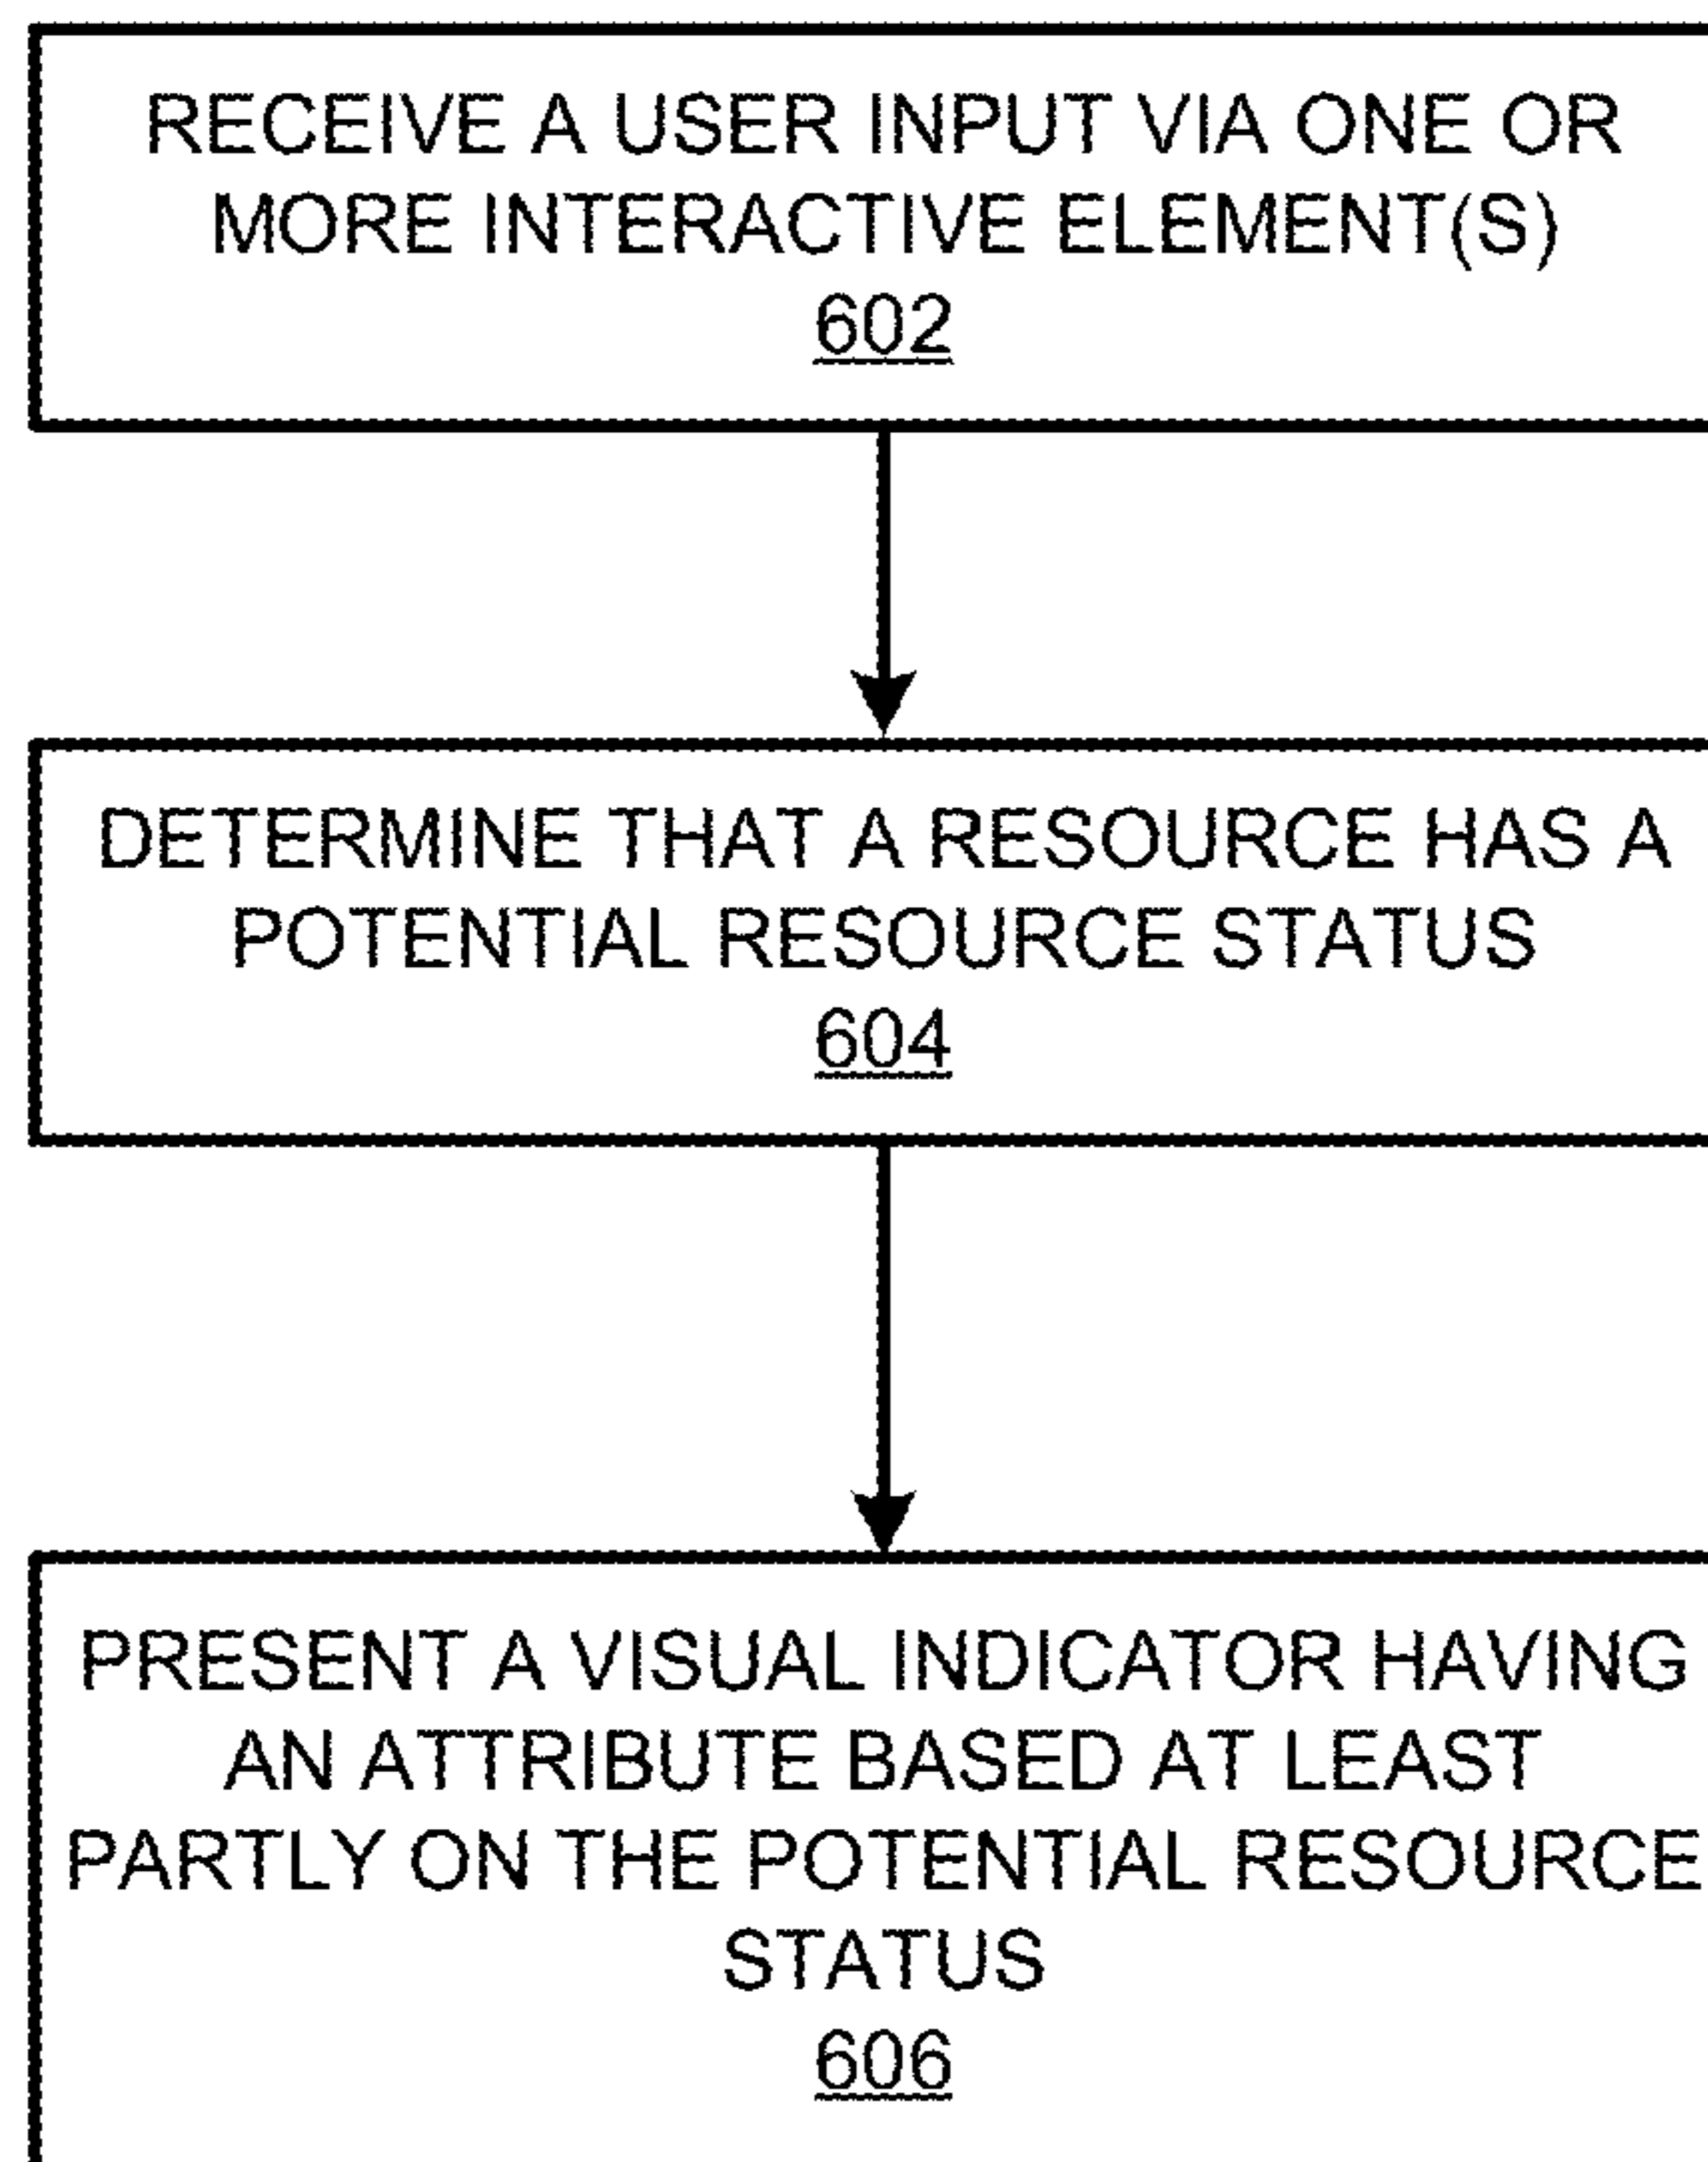 RECEIVE A USER INPUT VIA ONE OR
MORE INTERACTIVE ELEMENT(S)
602
DETERMINE THAT A RESOURCE HAS A
POTENTIAL RESOURCE STATUS
604
PRESENT A VISUAL INDICATOR HAVING
AN ATTRIBUTE BASED AT LEAST
PARTLY ON THE POTENTIAL RESOURCE
STATUS
606